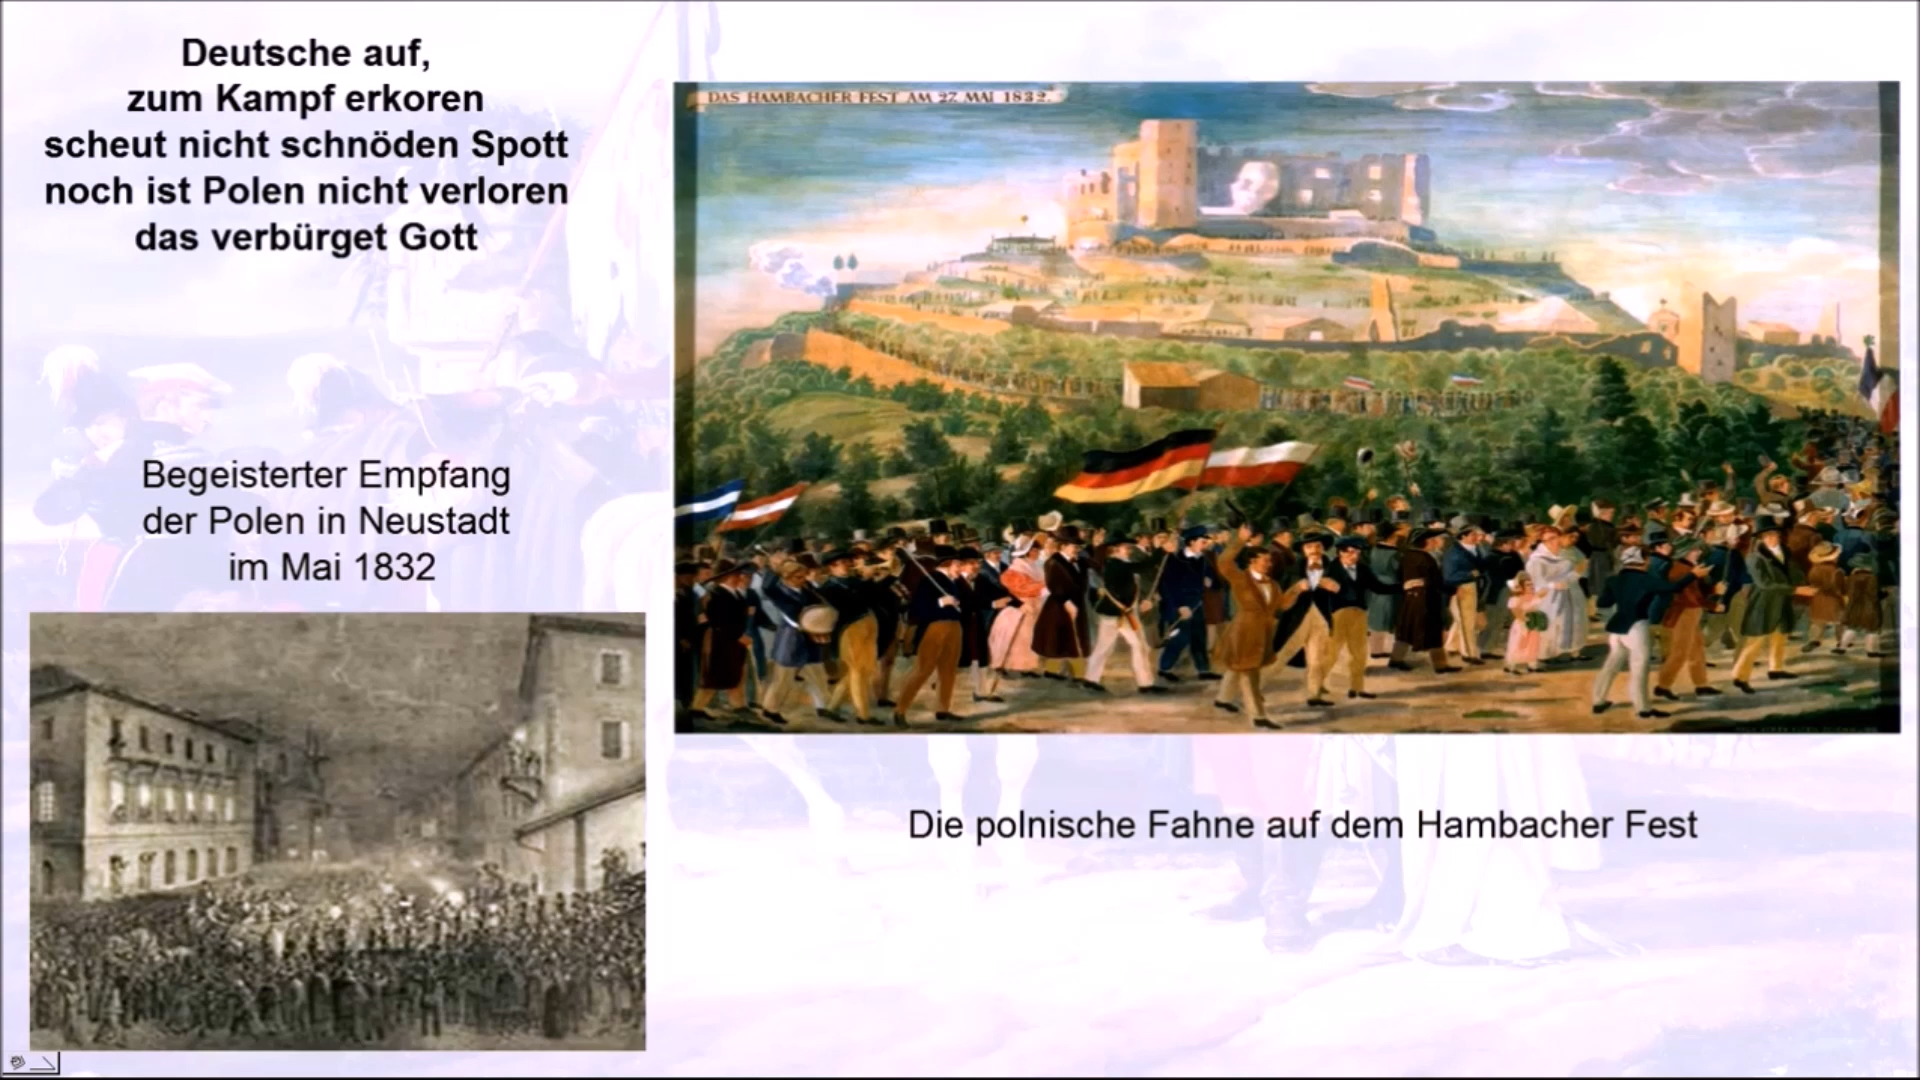 Deutsche auf,
zum Kampf erkoren
scheut nicht schnöden Spott
noch ist Polen nicht verloren
das verbürget Gott
Begeisterter Empfang
der Polen in Neustadt
im Mai 1832
DAS HAMBACHER FEST AM 27. MAI 1832.
Die polnische Fahne auf dem Hambacher Fest